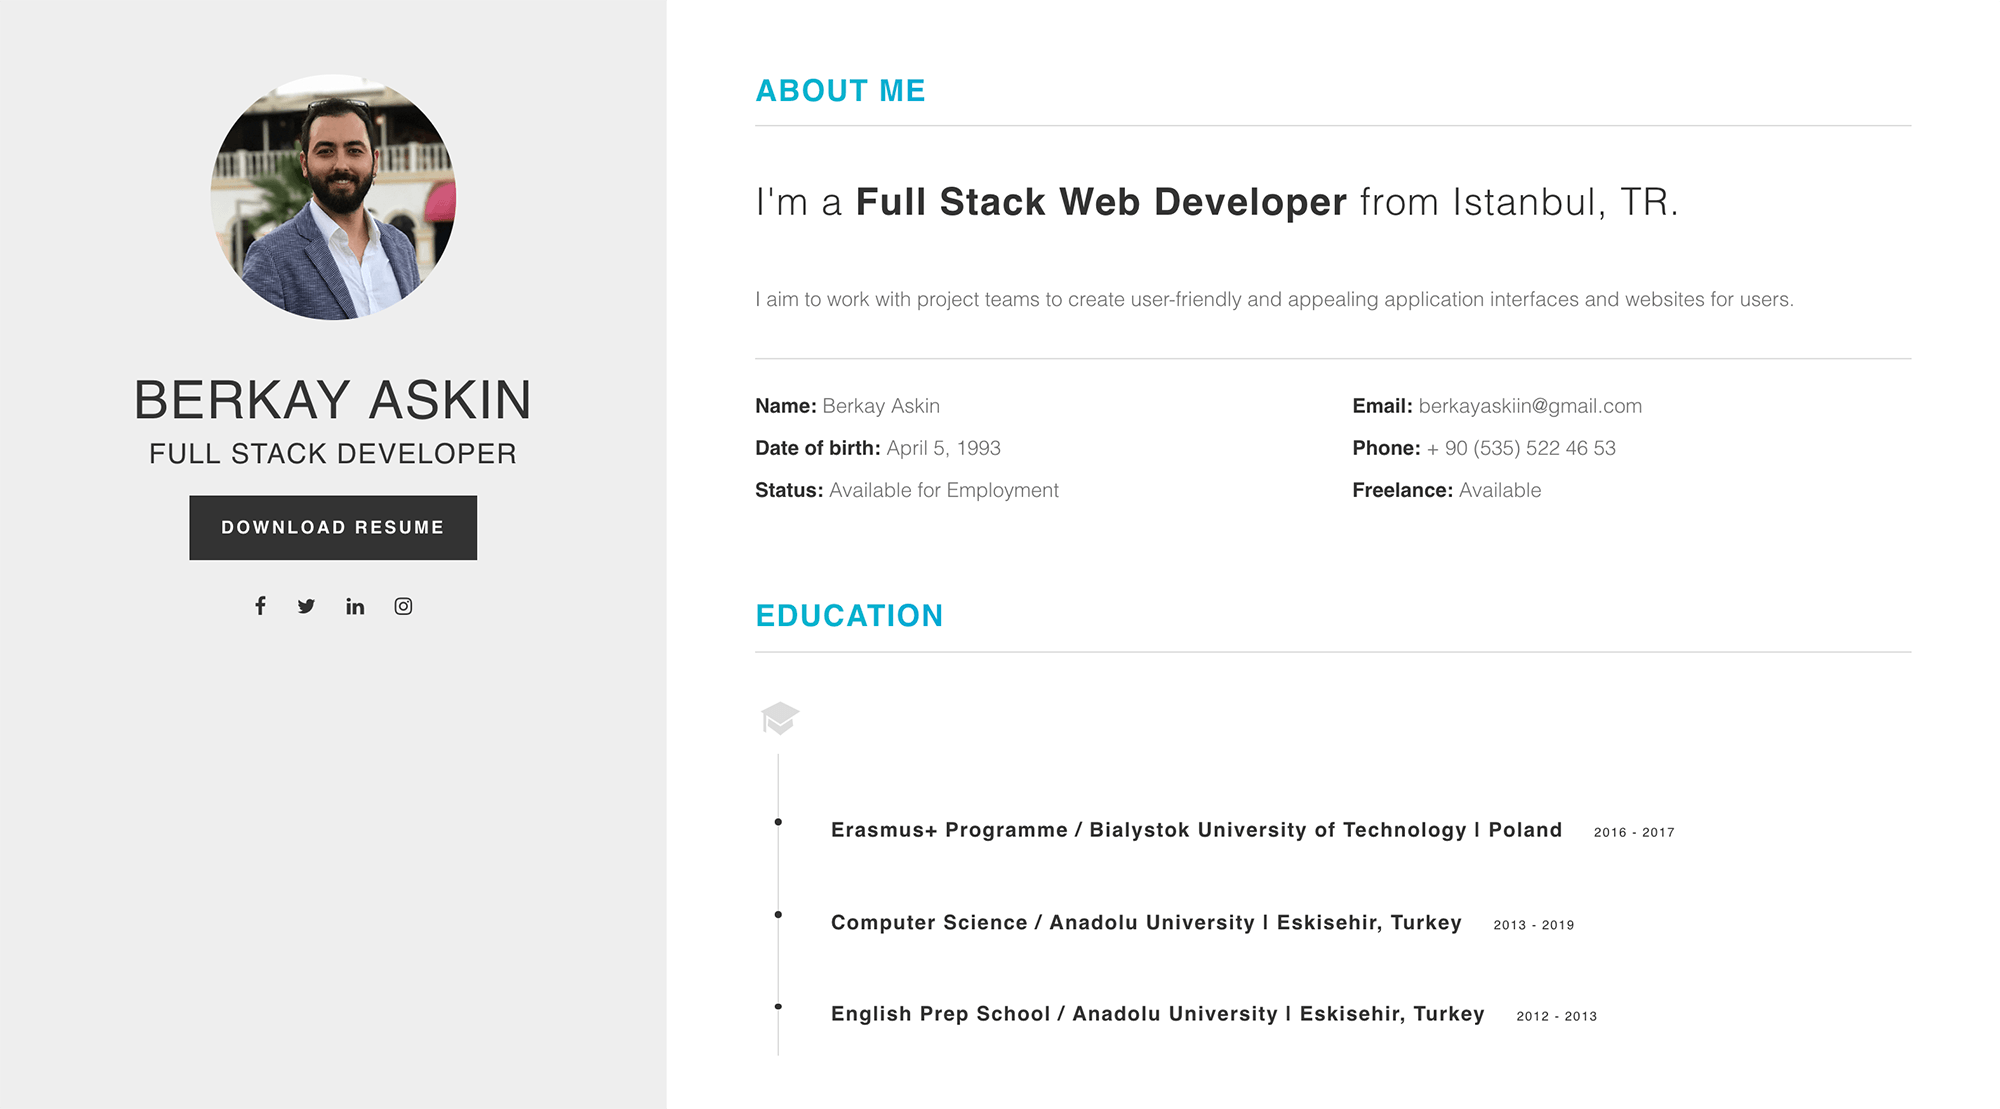 BERKAY ASKIN
FULL STACK DEVELOPER
DOWNLOAD RESUME
ABOUT ME
I'm a Full Stack Web Developer from Istanbul, TR.
I aim to work with project teams to create user-friendly and appealing application interfaces and websites for users.
Name: Berkay Askin
Date of birth: April 5, 1993
Status: Available for Employment
Email: berkayaskiin@gmail.com
Phone: + 90 (535) 522 46 53
Freelance: Available
EDUCATION
Erasmus+ Programme / Bialystok University of Technology | Poland 2016 - 2017
Computer Science / Anadolu University | Eskisehir, Turkey 2013 - 2019
English Prep School / Anadolu University | Eskisehir, Turkey 2012 - 2013